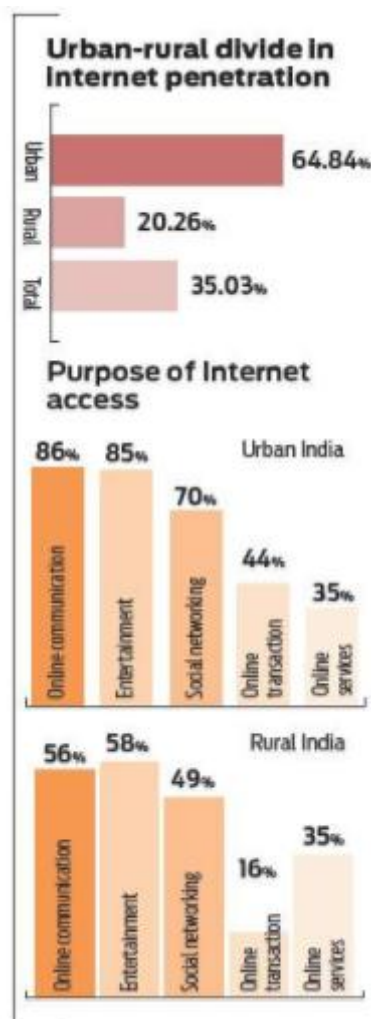 Urban-rural divide in
Internet penetration
Urban
64.84%
Rural
20.26%
Total
35.03%
Purpose of Internet
access
Urban India
86%
85%
70%
44%
35%
Online communication
Entertainment
Social networking
Online
transaction
Online
services
Rural India
56%
58%
49%
16%
35%
Online communication
Entertainment
Social networking
Online
transaction
Online
services